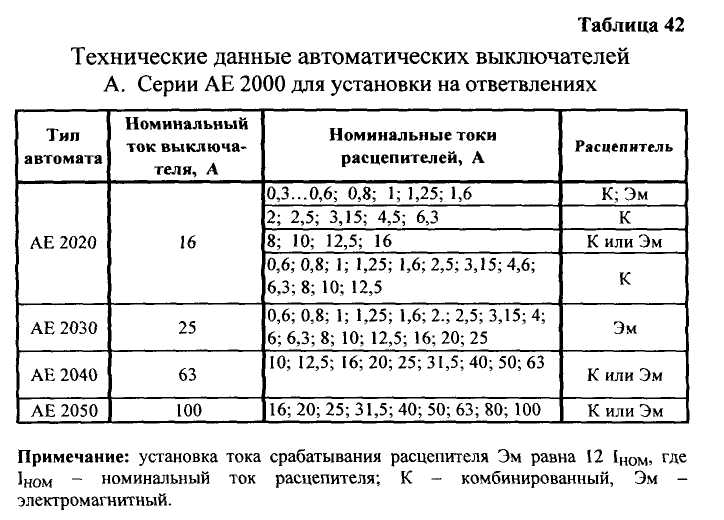 Таблица 42
Технические данные автоматических выключателей
А. Серии АЕ 2000 для установки на ответвлениях
Тип автомата
Номинальный ток выключа-
теля, А
Номинальные токи
расцепителей, А
Расцепитель
АЕ 2020
16
0,3...0,6; 0,8; 1; 1,25; 1,6
К; Эм
2; 2,5; 3,15; 4,5; 6,3
К
8; 10; 12,5; 16
К или Эм
0,6; 0,8; 1; 1,25; 1,6; 2,5; 3,15; 4,6;
6,3; 8; 10; 12,5
К
АЕ 2030
25
0,6; 0,8; 1; 1,25; 1,6; 2.; 2,5; 3,15; 4;
6; 6,3; 8; 10; 12,5; 16; 20; 25
Эм
АЕ 2040
63
10; 12,5; 16; 20; 25; 31,5; 40; 50; 63
К или Эм
АЕ 2050
100
16; 20; 25; 31,5; 40; 50; 63; 80; 100
К или Эм
Примечание: установка тока срабатывания расцепителя Эм равна 12 Iном, где
Iном – номинальный ток расцепителя; К – комбинированный, Эм –
электромагнитный.